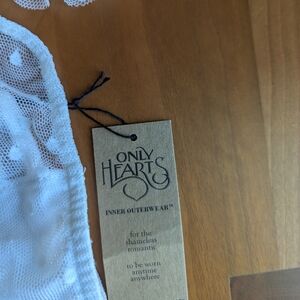 ONLY
HEARTS
INNER OUTERWEAR™
for the
shameless
romantic
to be worn
anytime
anywhere